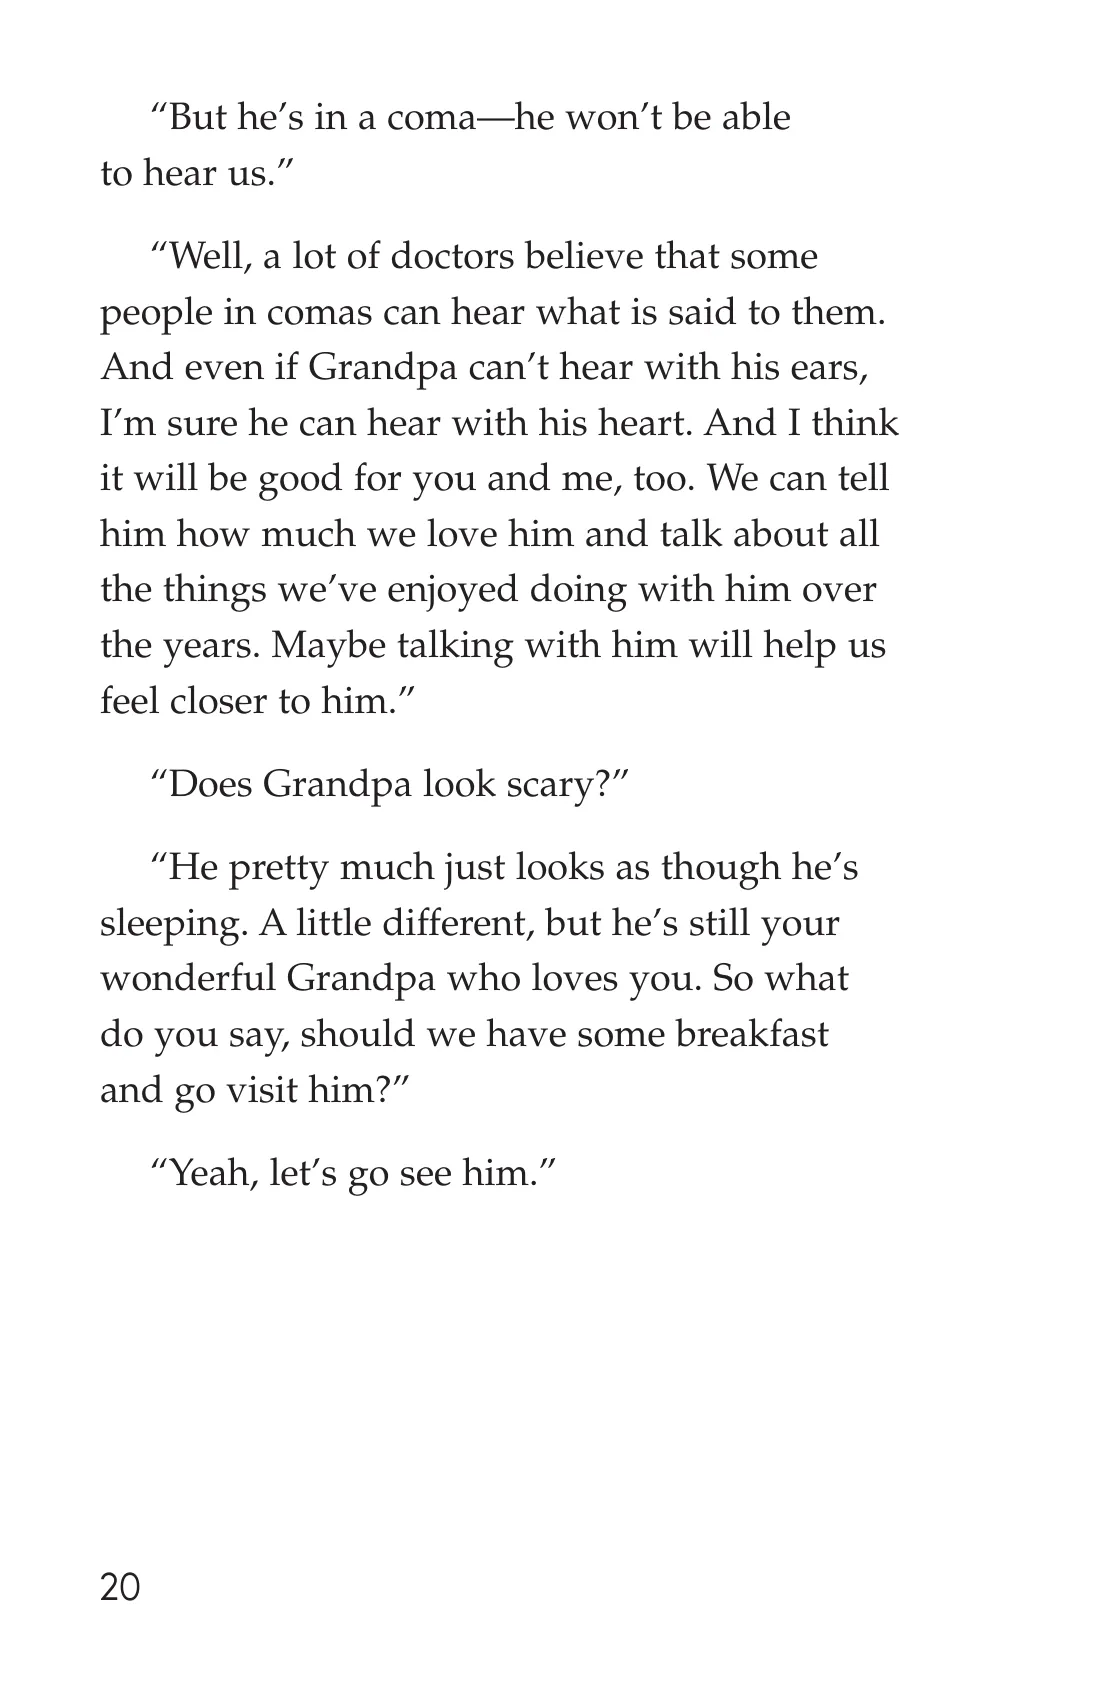 “But he’s in a coma—he won’t be able
to hear us.”
“Well, a lot of doctors believe that some
people in comas can hear what is said to them.
And even if Grandpa can’t hear with his ears,
I’m sure he can hear with his heart. And I think
it will be good for you and me, too. We can tell
him how much we love him and talk about all
the things we’ve enjoyed doing with him over
the years. Maybe talking with him will help us
feel closer to him.”
“Does Grandpa look scary?”
“He pretty much just looks as though he’s
sleeping. A little different, but he’s still your
wonderful Grandpa who loves you. So what
do you say, should we have some breakfast
and go visit him?”
“Yeah, let’s go see him.”
20